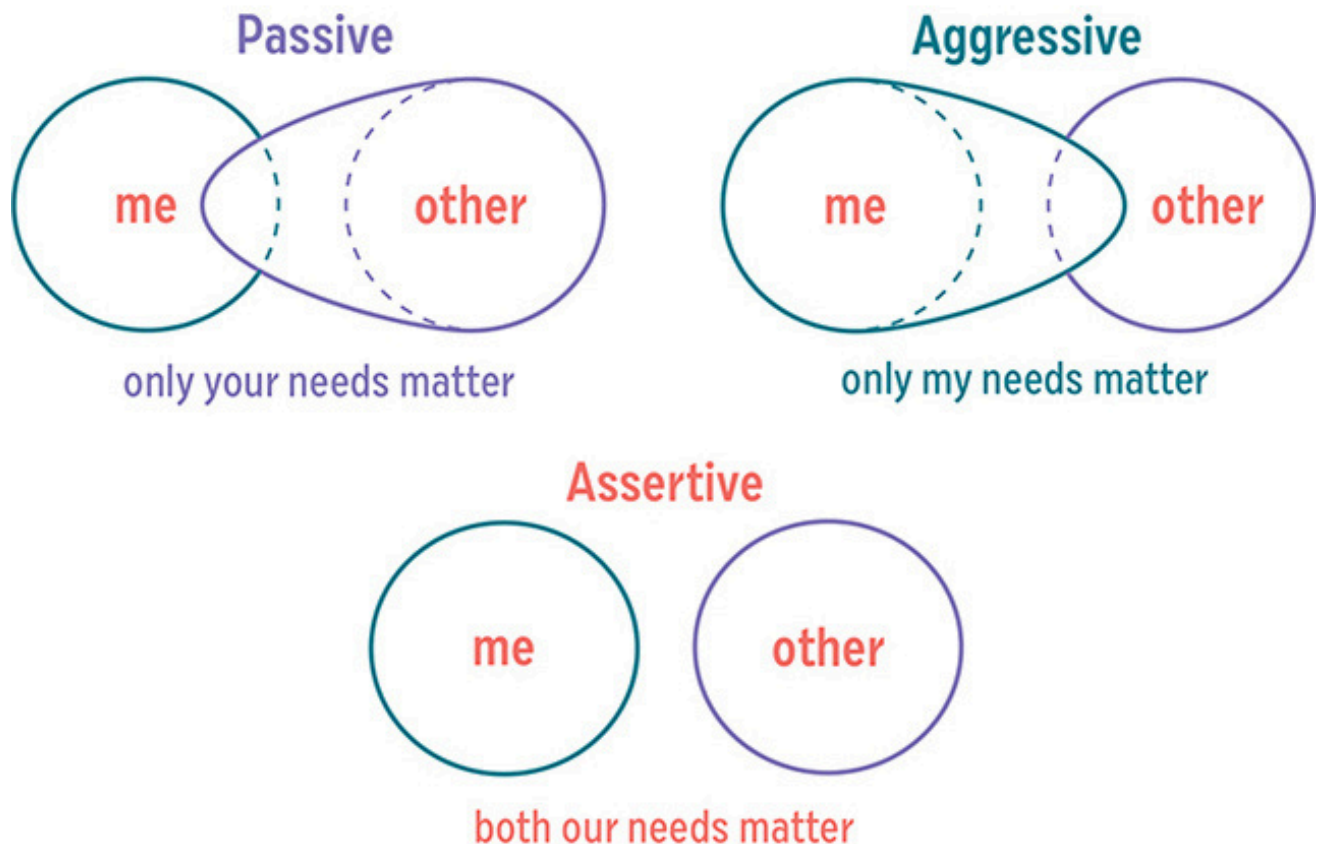 Passive
me
other
only your needs matter
Aggressive
me
other
only my needs matter
Assertive
me
other
both our needs matter